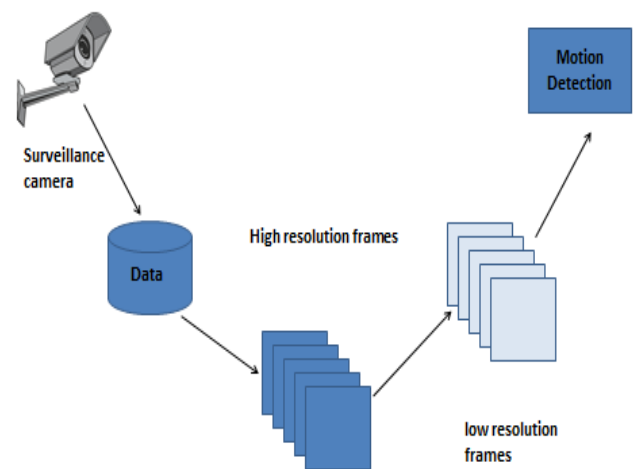 Surveillance
camera
Data
High resolution frames
low resolution
frames
Motion
Detection